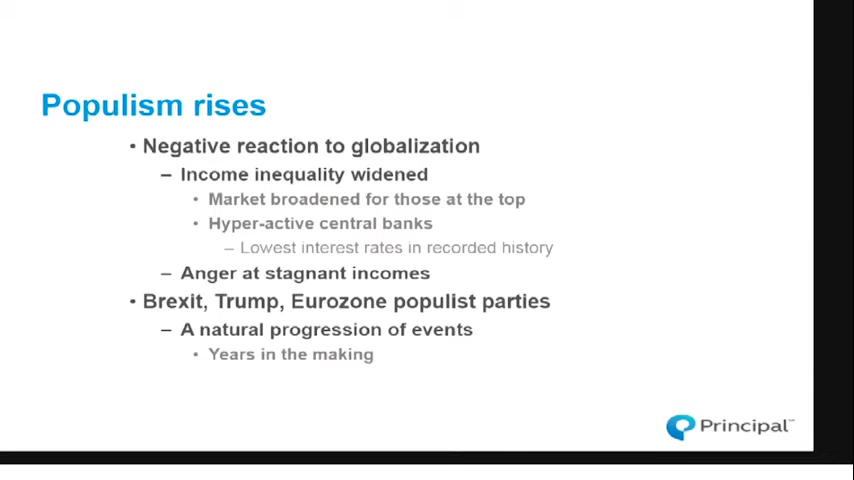 Populism rises
• Negative reaction to globalization
– Income inequality widened
• Market broadened for those at the top
• Hyper-active central banks
– Lowest interest rates in recorded history
– Anger at stagnant incomes
• Brexit, Trump, Eurozone populist parties
– A natural progression of events
• Years in the making
Principal